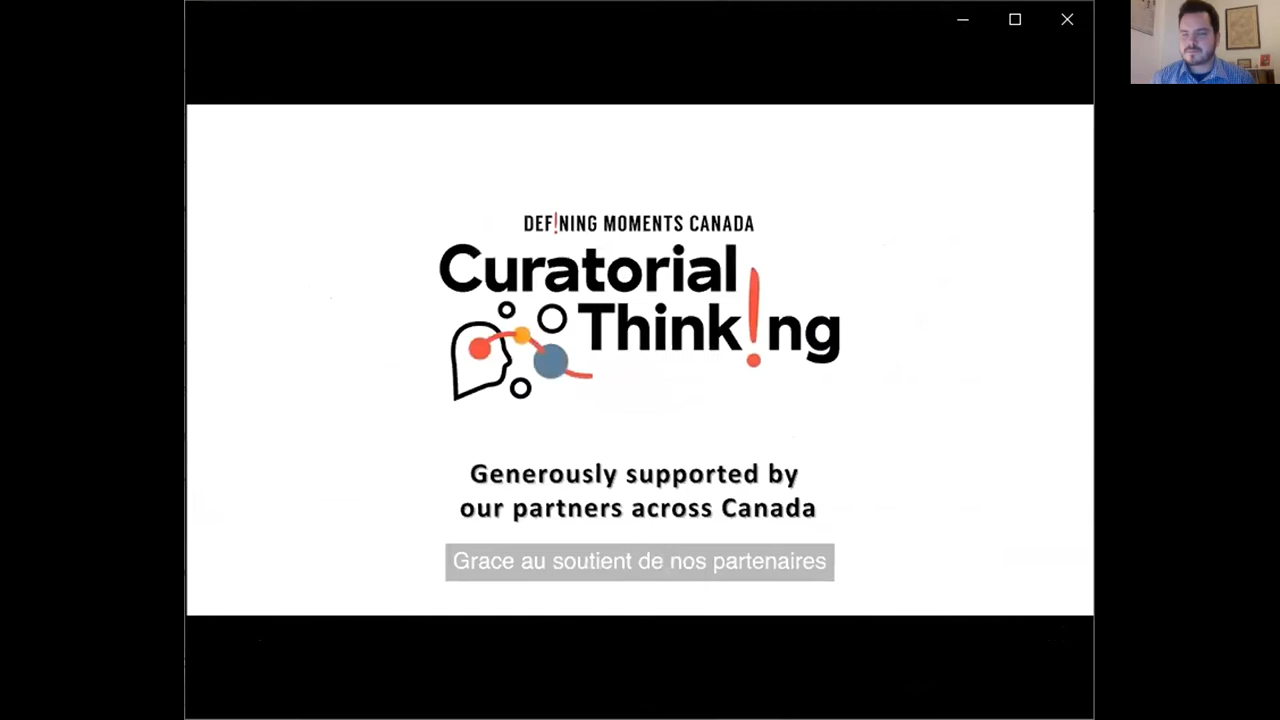 DEF!NING MOMENTS CANADA
Curatorial
Think!ng
Generously supported by
our partners across Canada
Grace au soutient de nos partenaires